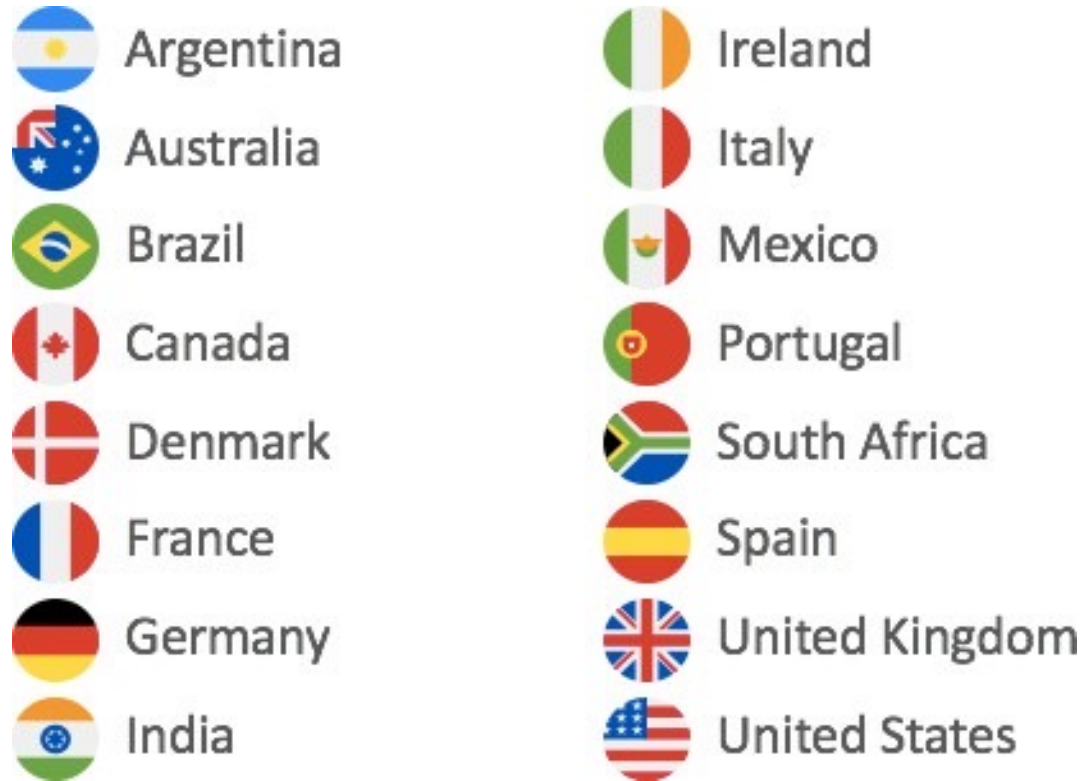 Argentina
Australia
Brazil
Canada
Denmark
France
Germany
India
Ireland
Italy
Mexico
Portugal
South Africa
Spain
United Kingdom
United States